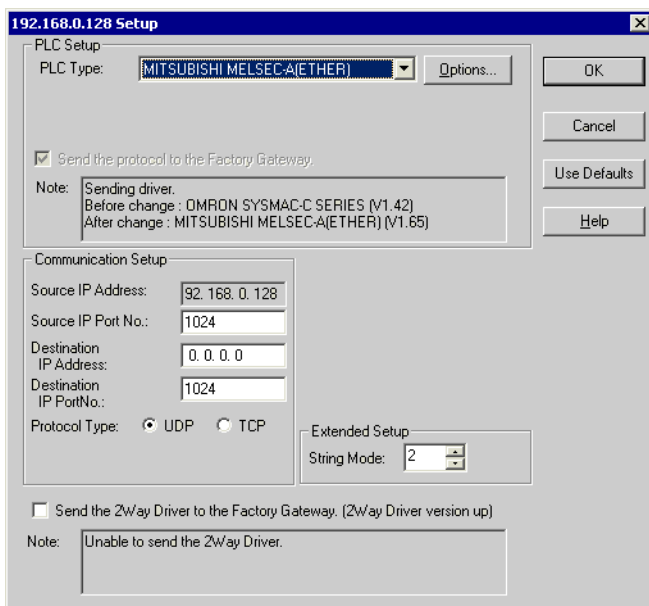 192.168.0.128 Setup
PLC Setup
PLC Type: MITSUBISHI MELSEC-A(ETHER) Options...
OK
Cancel
Use Defaults
Help
Send the protocol to the Factory Gateway.
Note: Sending driver.
Before change : OMRON SYSMAC-C SERIES (V1.42)
After change : MITSUBISHI MELSEC-A(ETHER) (V1.65)
Communication Setup
Source IP Address: 92. 168. 0. 128
Source IP Port No.: 1024
Destination
IP Address: 0. 0. 0. 0
Destination
IP PortNo.: 1024
Protocol Type: UDP TCP
Extended Setup
String Mode: 2
Send the 2Way Driver to the Factory Gateway. (2Way Driver version up)
Note: Unable to send the 2Way Driver.